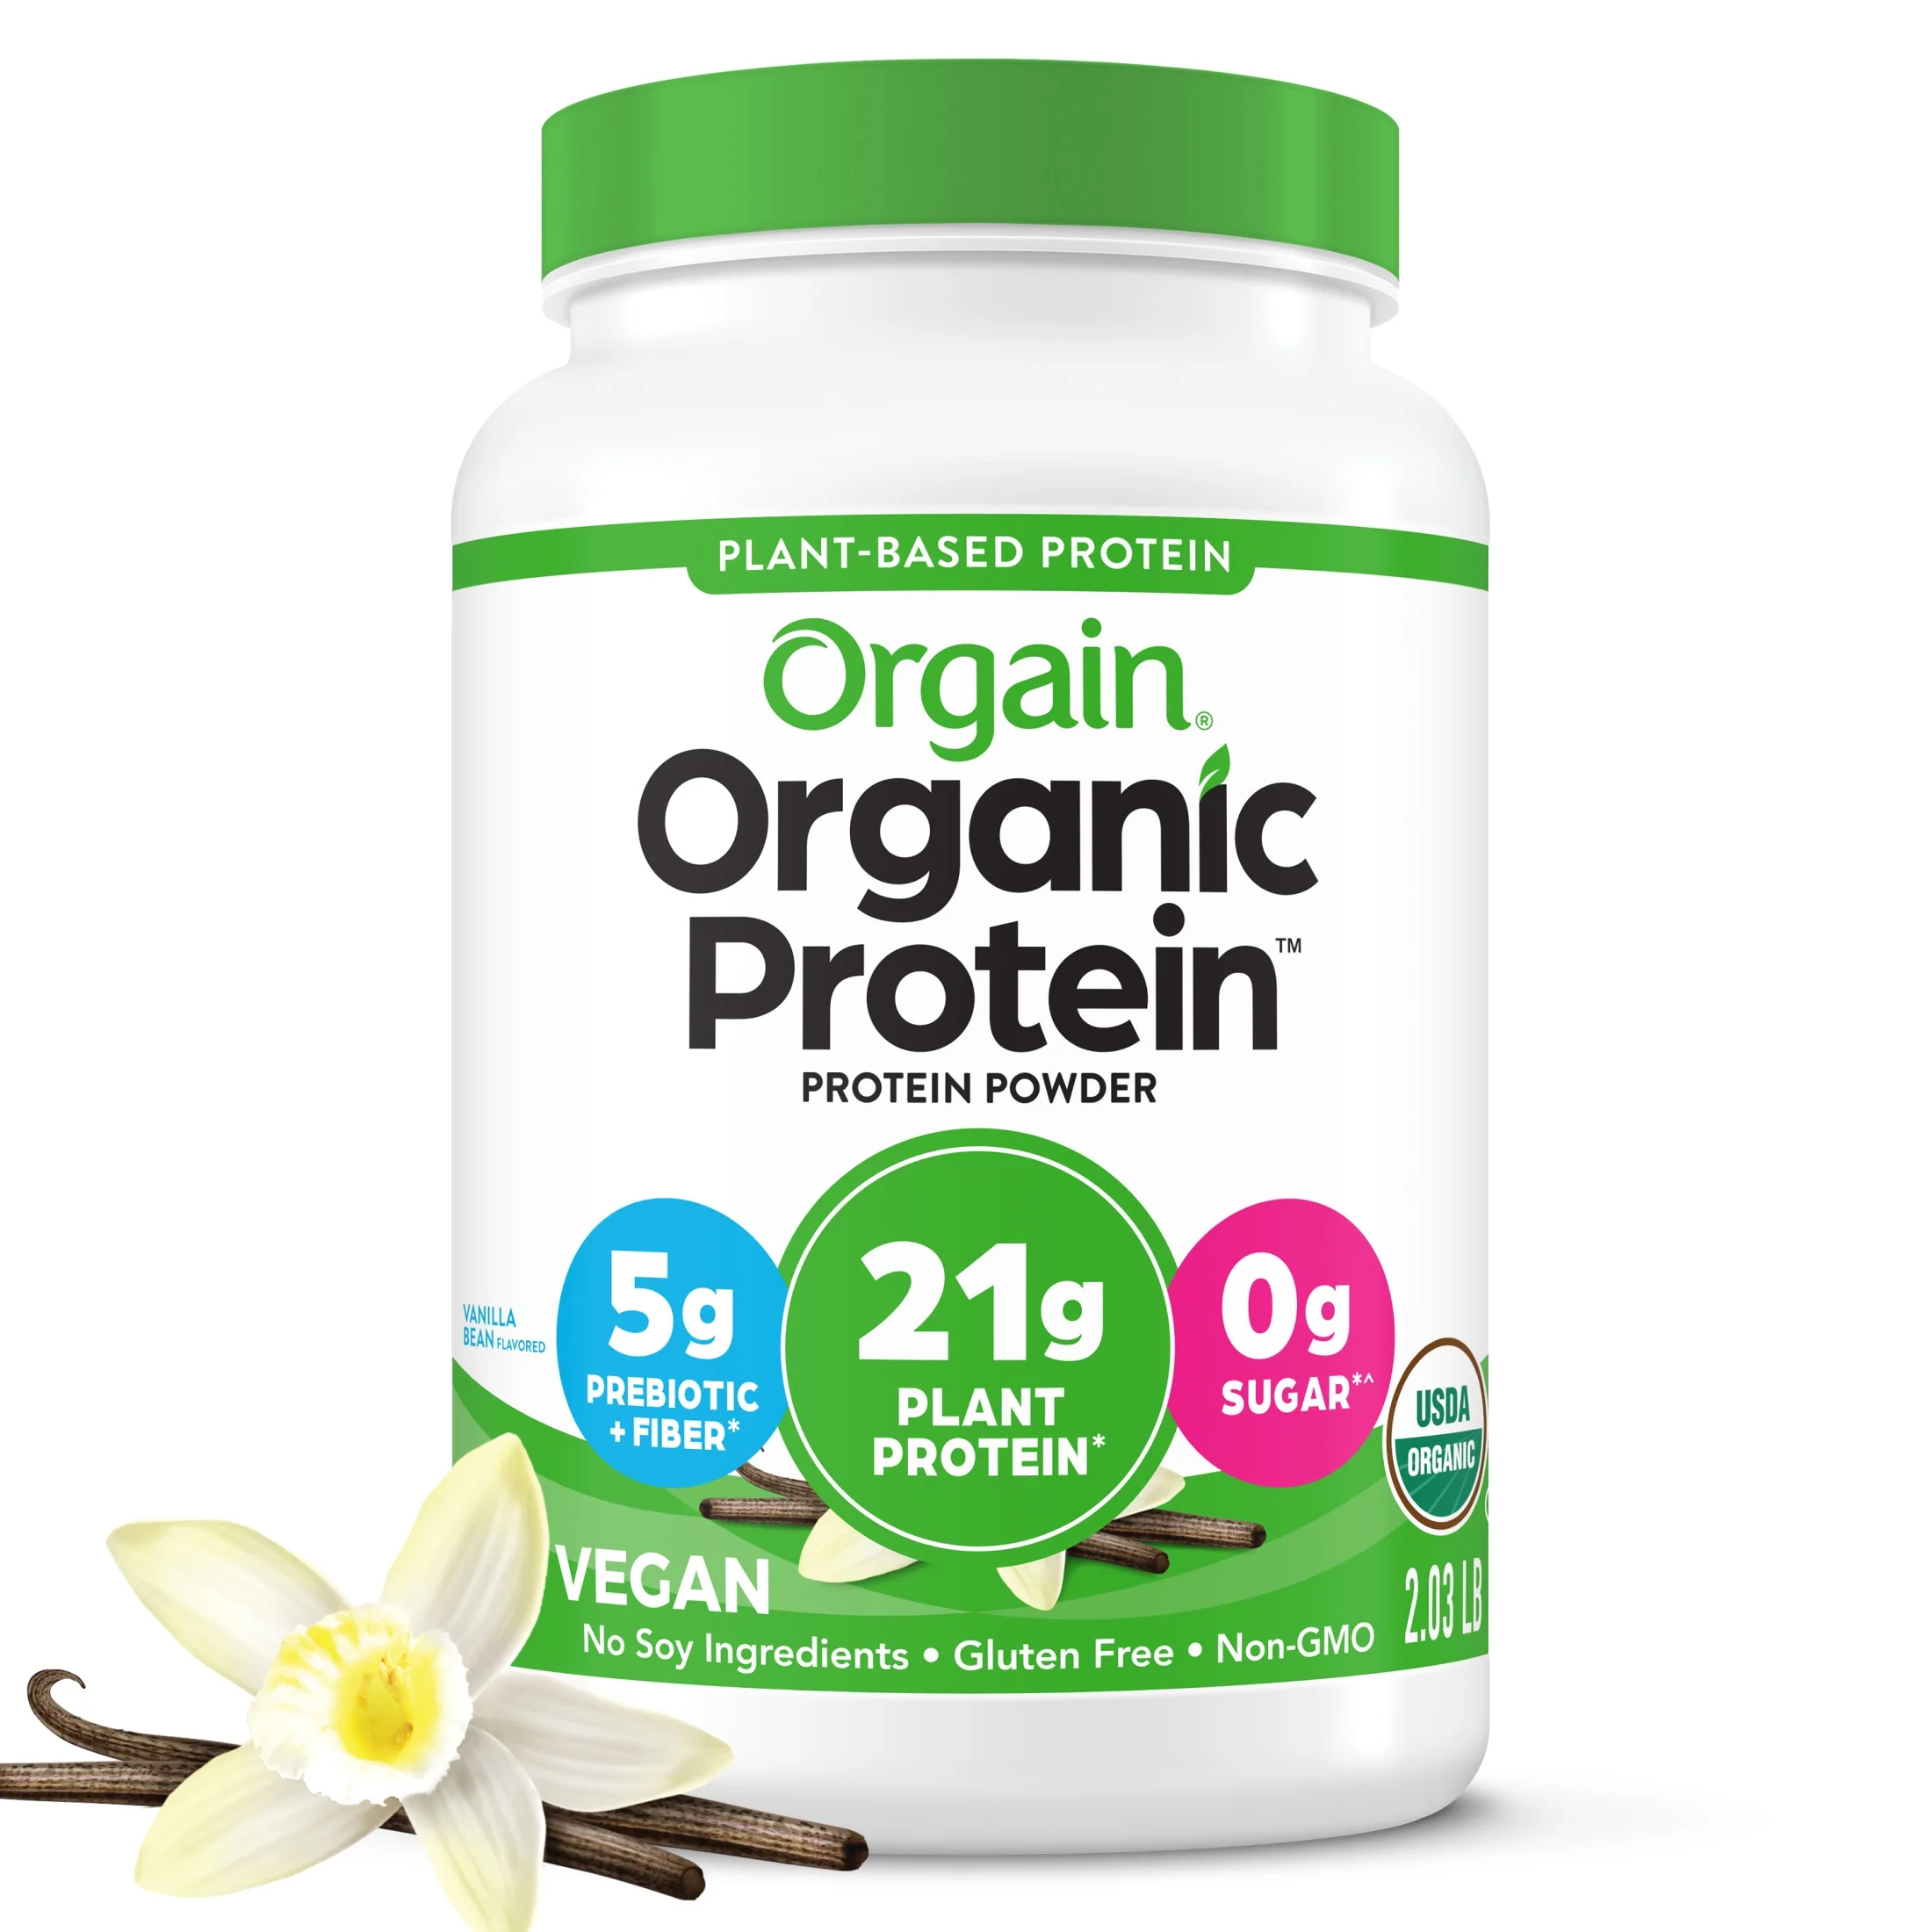 PLANT-BASED PROTEIN
Orgain®
Organic
Protein™
PROTEIN POWDER
VANILLA
BEAN FLAVORED
5g
PREBIOTIC
+ FIBER*
21g
PLANT
PROTEIN*
0g
SUGAR*^
USDA
ORGANIC
VEGAN
No Soy Ingredients • Gluten Free • Non-GMO
2.03 LB